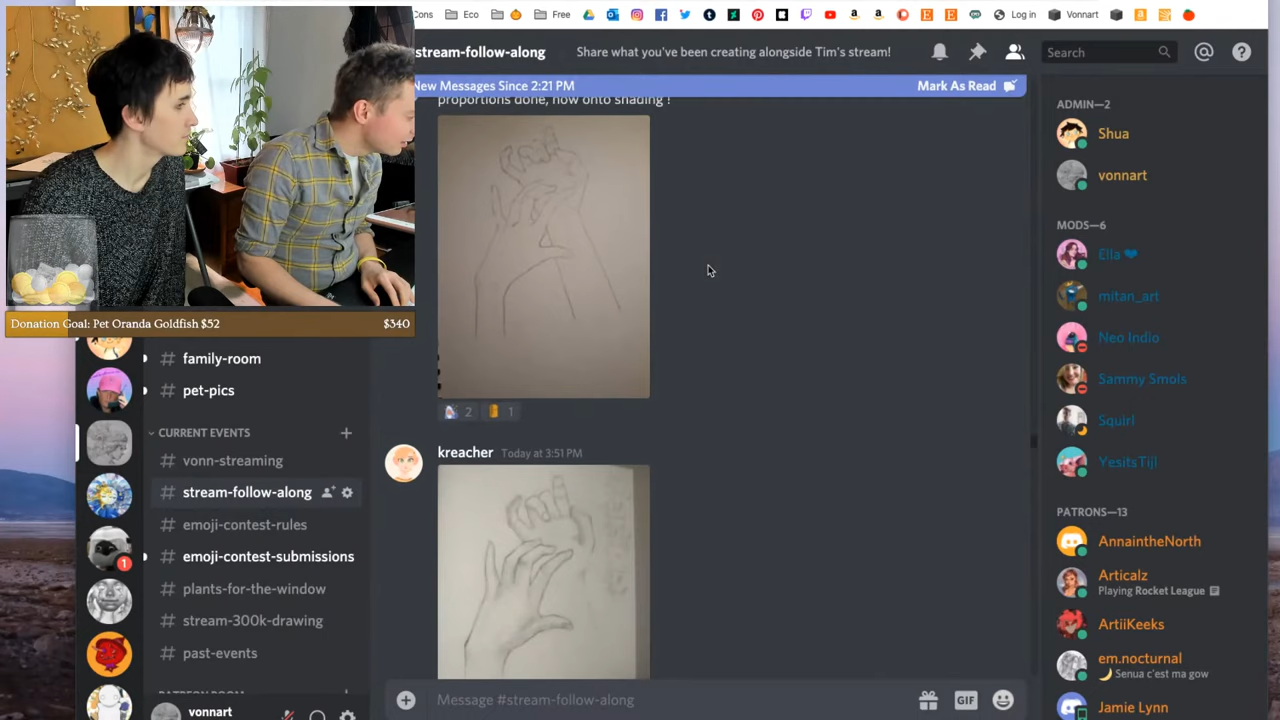 Cons
Eco
Free
Log in
Vonnart
stream-follow-along
Share what you've been creating alongside Tim's stream!
Search
New Messages Since 2:21 PM
Mark As Read
proportions done, now onto shading !
2
1
kreacher Today at 3:51 PM
Message #stream-follow-along
GIF
Donation Goal: Pet Oranda Goldfish $52
$340
# family-room
# pet-pics
CURRENT EVENTS
# vonn-streaming
# stream-follow-along
# emoji-contest-rules
# emoji-contest-submissions
1
# plants-for-the-window
# stream-300k-drawing
# past-events
PATREON ROOM
vonnart
ADMIN—2
Shua
vonnart
MODS—6
Ella
mitan_art
Neo Indio
Sammy Smols
Squirl
YesitsTiji
PATRONS—13
AnnaintheNorth
Articalz
Playing Rocket League
ArtiiKeeks
em.nocturnal
Senua c'est ma gow
Jamie Lynn